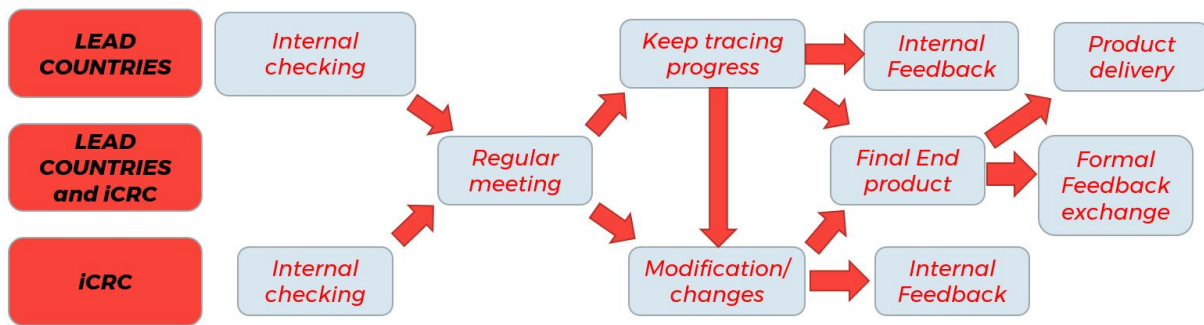 LEAD
COUNTRIES
Internal
checking
Keep tracing
progress
Internal
Feedback
Product
delivery
LEAD
COUNTRIES
and iCRC
Regular
meeting
Final End
product
Formal
Feedback
exchange
iCRC
Internal
checking
Modification/
changes
Internal
Feedback